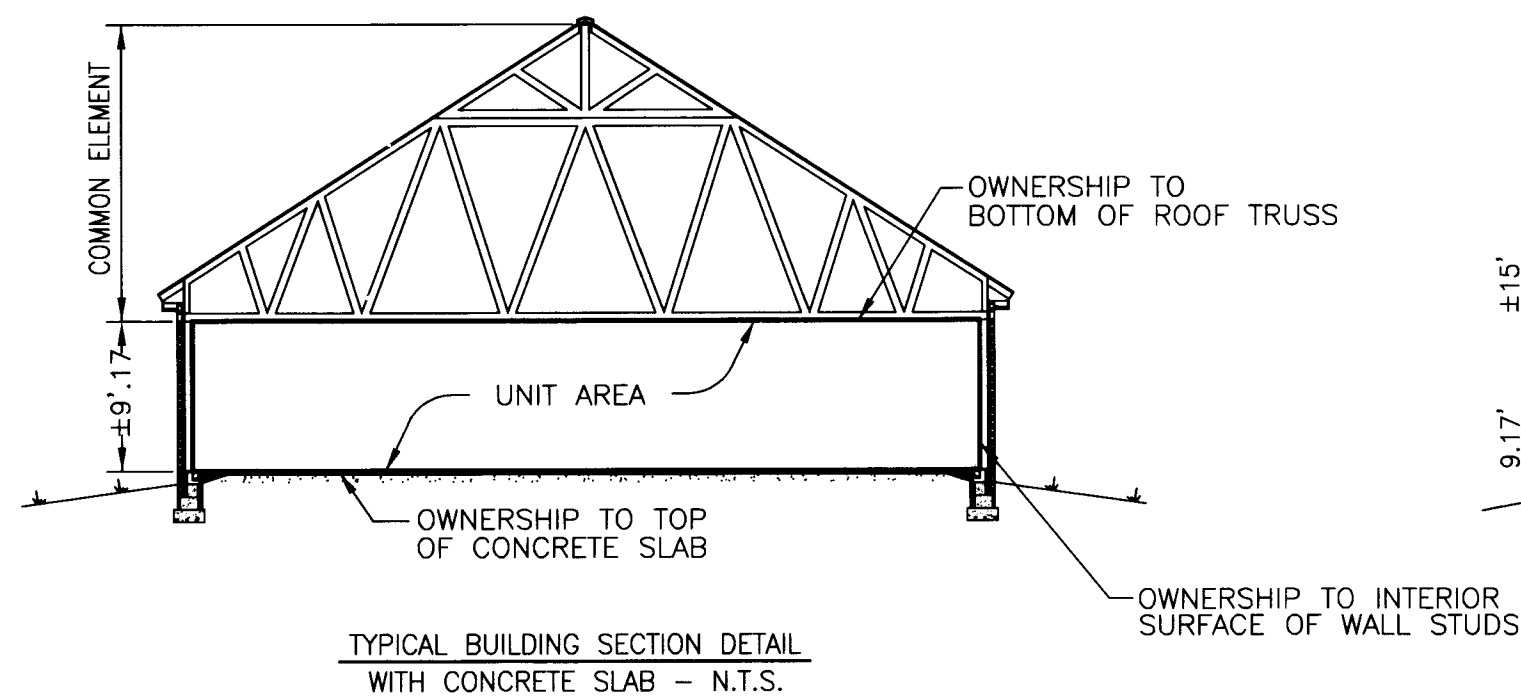 COMMON ELEMENT
±9'.17
OWNERSHIP TO
BOTTOM OF ROOF TRUSS
UNIT AREA
OWNERSHIP TO TOP
OF CONCRETE SLAB
OWNERSHIP TO INTERIOR
SURFACE OF WALL STUDS
±15'
9.17'
TYPICAL BUILDING SECTION DETAIL
WITH CONCRETE SLAB – N.T.S.